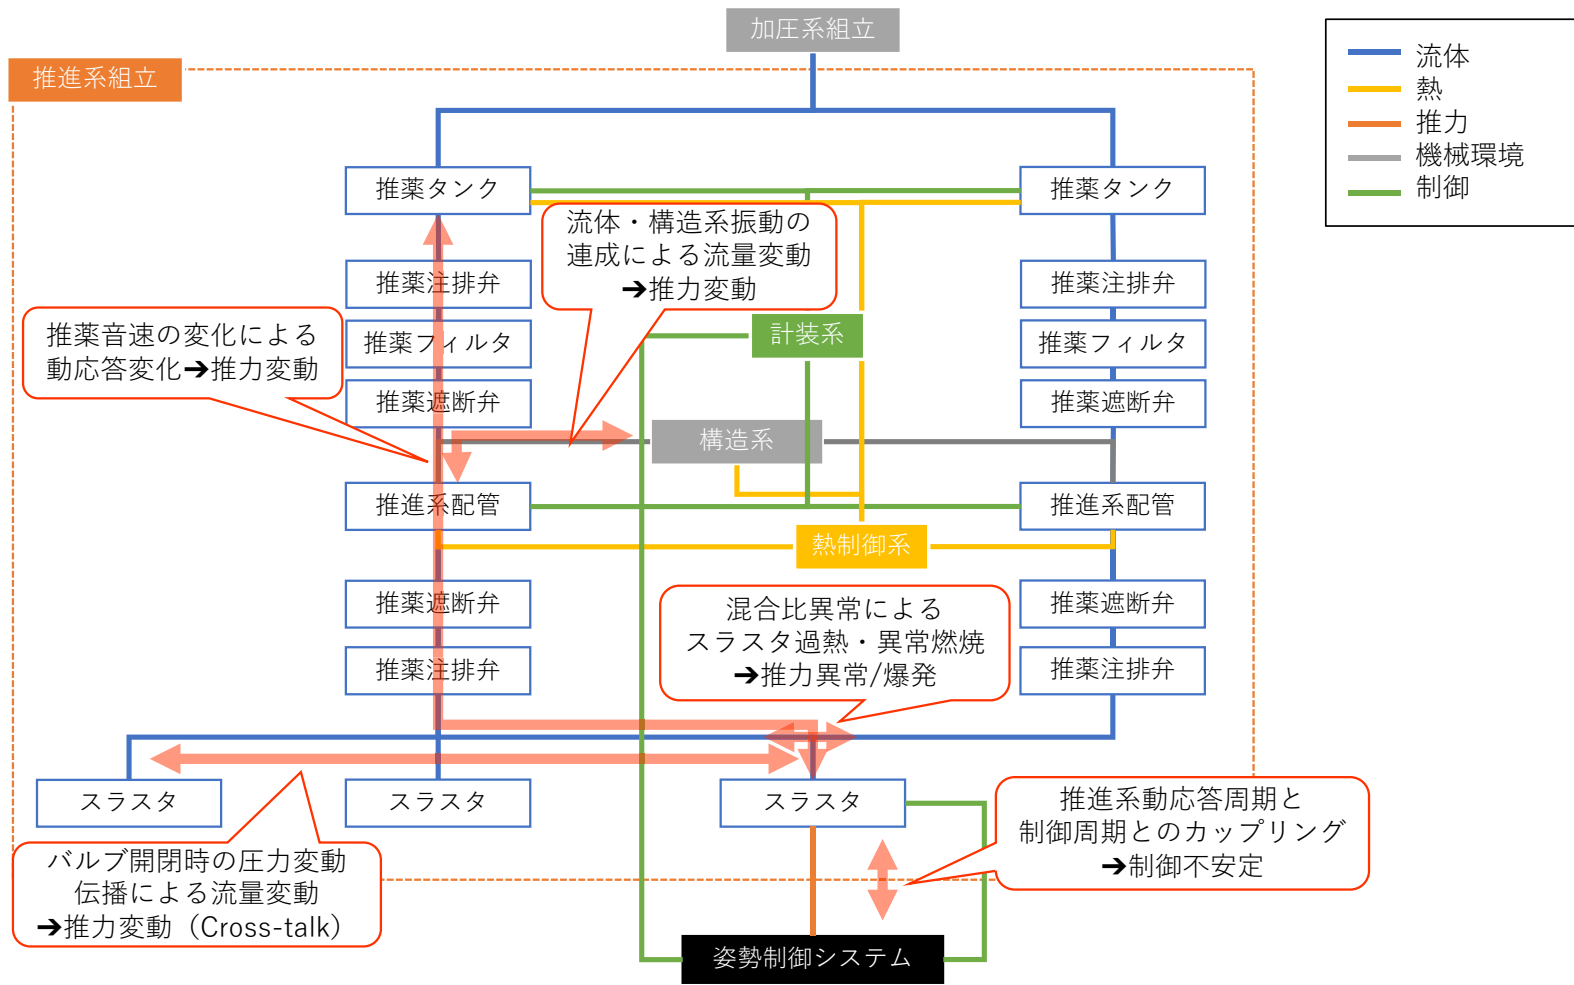 加圧系組立
推進系組立
流体
熱
推力
機械環境
制御
推薬タンク
推薬タンク
流体・構造系振動の
連成による流量変動
➔推力変動
推薬注排弁
推薬注排弁
推薬音速の変化による
動応答変化➔推力変動
推薬フィルタ
計装系
推薬フィルタ
推薬遮断弁
推薬遮断弁
構造系
推進系配管
推進系配管
熱制御系
推薬遮断弁
混合比異常による
スラスタ過熱・異常燃焼
➔推力異常/爆発
推薬遮断弁
推薬注排弁
推薬注排弁
スラスタ
スラスタ
スラスタ
推進系動応答周期と
制御周期とのカップリング
➔制御不安定
バルブ開閉時の圧力変動
伝播による流量変動
➔推力変動（Cross-talk）
姿勢制御システム